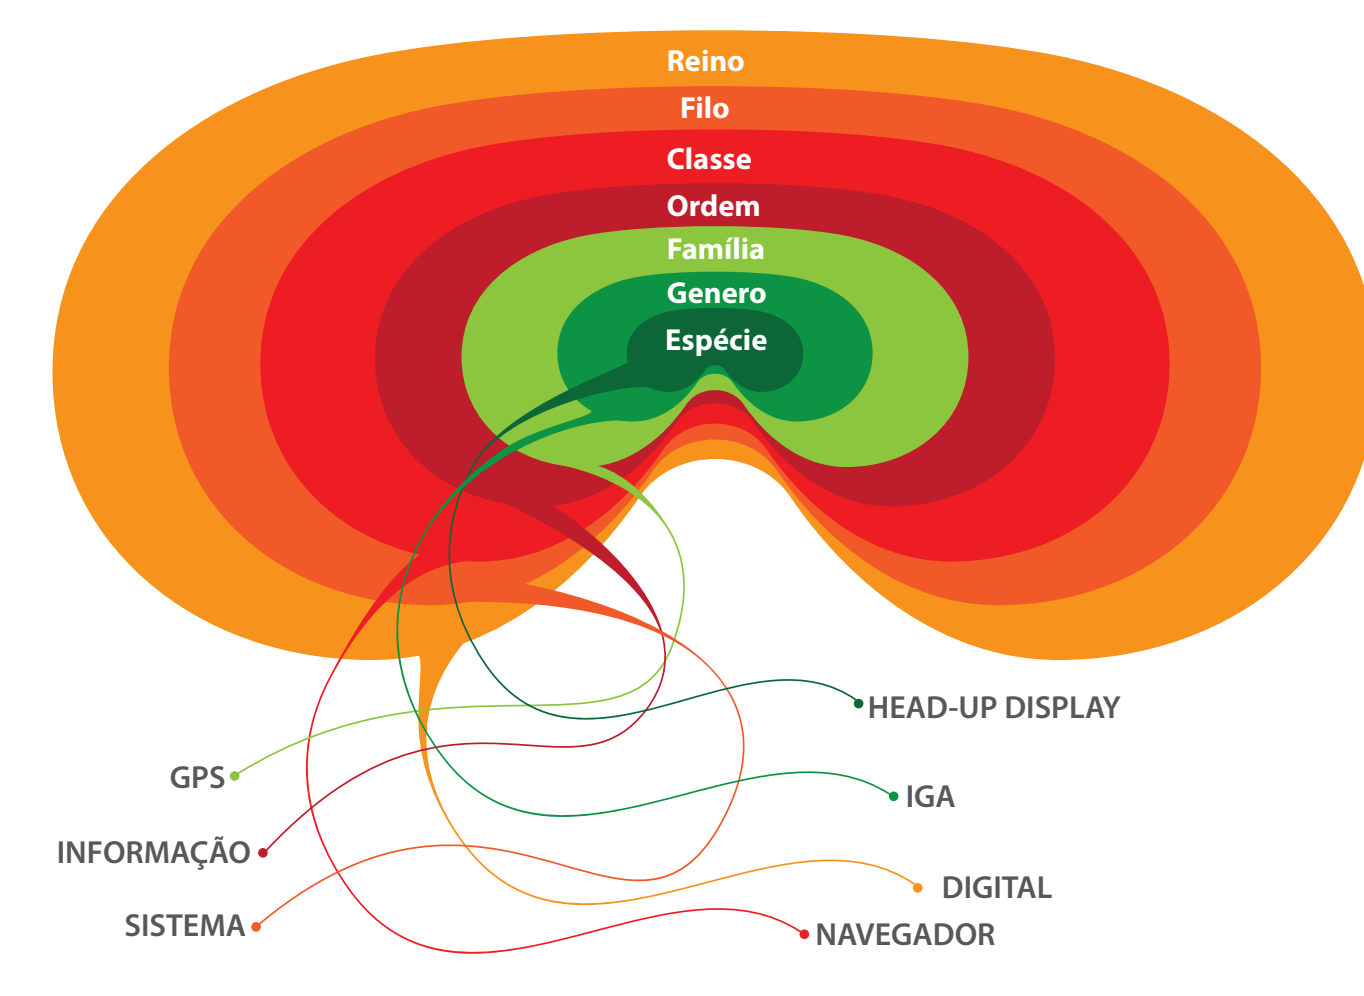 Reino
Filo
Classe
Ordem
Família
Genero
Espécie
HEAD-UP DISPLAY
GPS
IGA
INFORMAÇÃO
DIGITAL
SISTEMA
NAVEGADOR